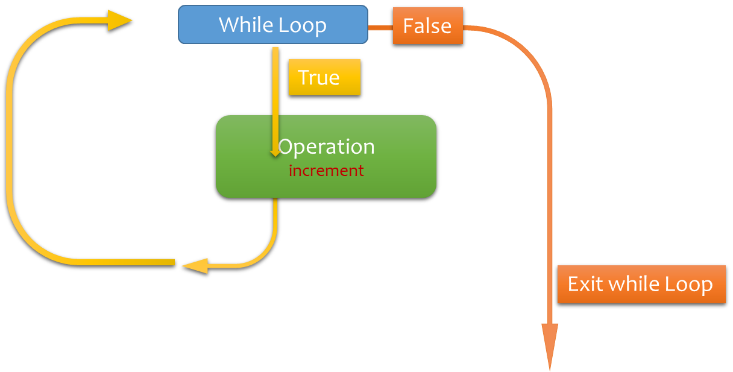 While Loop
False
True
Operation
increment
Exit while Loop